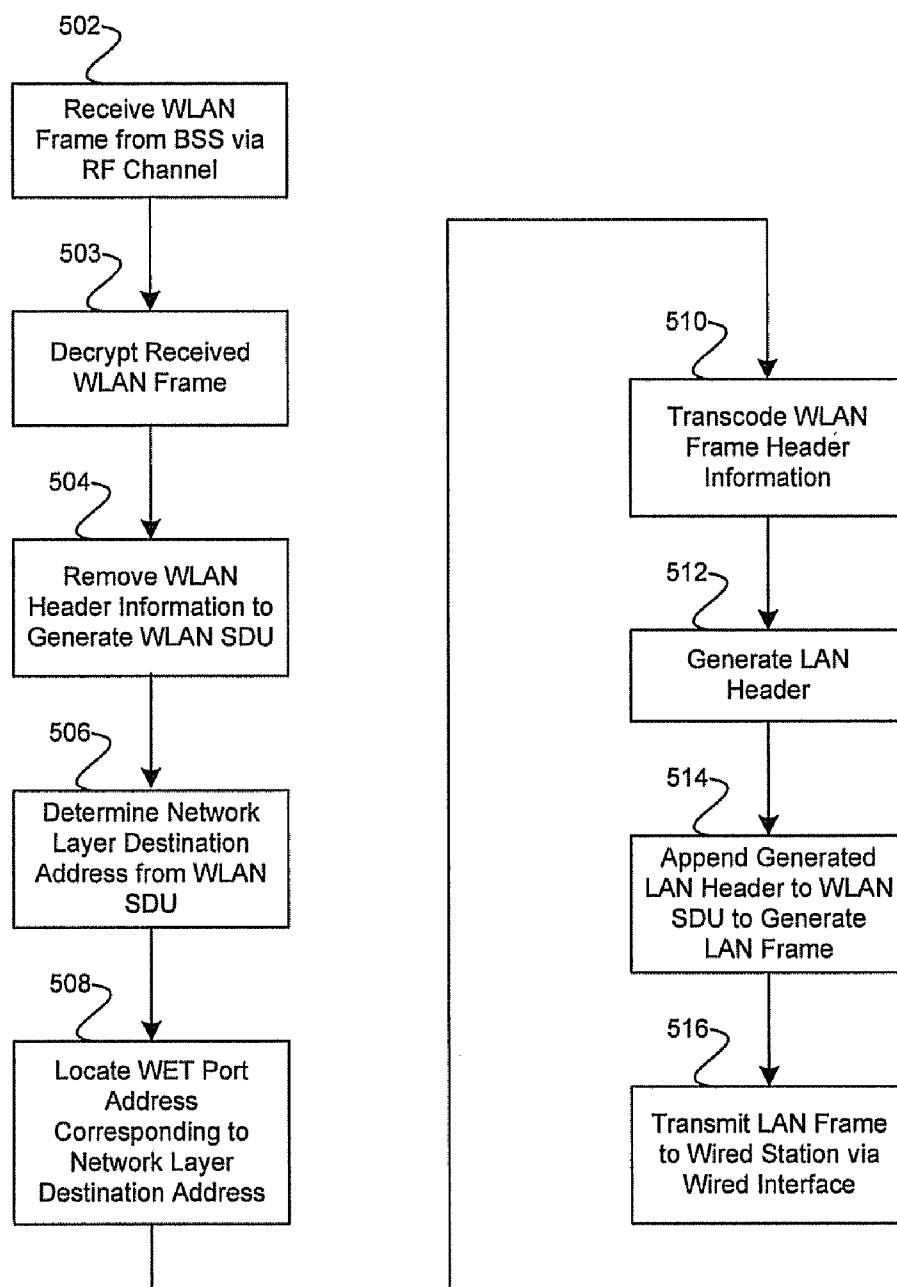 502
Receive WLAN
Frame from BSS via
RF Channel
503
Decrypt Received
WLAN Frame
504
Remove WLAN
Header Information to
Generate WLAN SDU
506
Determine Network
Layer Destination
Address from WLAN
SDU
508
Locate WET Port
Address
Corresponding to
Network Layer
Destination Address
510
Transcode WLAN
Frame Header
Information
512
Generate LAN
Header
514
Append Generated
LAN Header to WLAN
SDU to Generate
LAN Frame
516
Transmit LAN Frame
to Wired Station via
Wired Interface